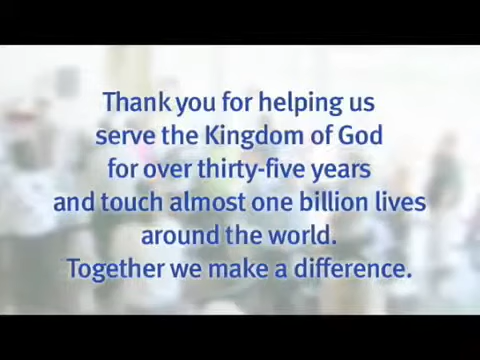 Thank you for helping us
serve the Kingdom of God
for over thirty-five years
and touch almost one billion lives
around the world.
Together we make a difference.